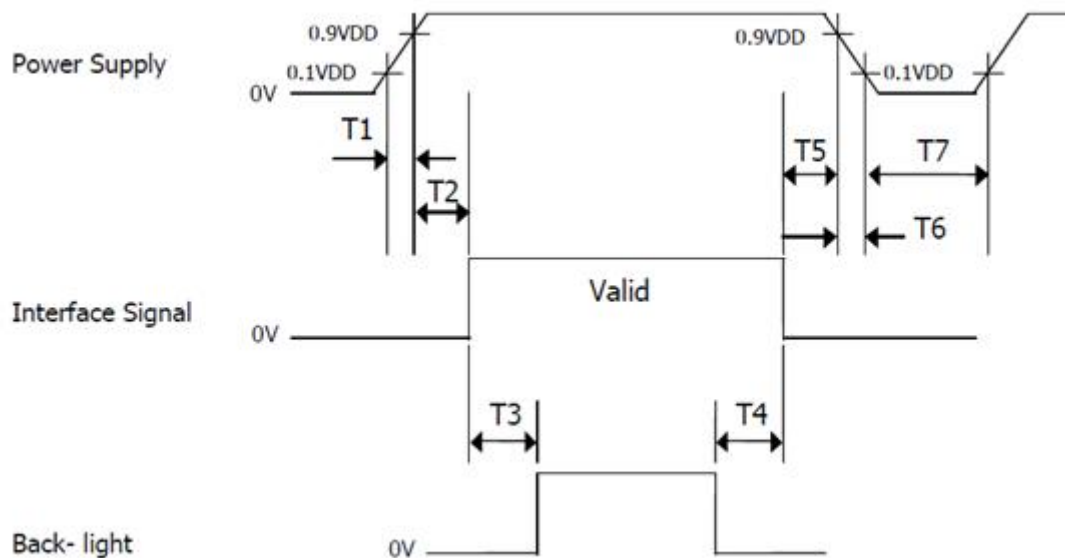 Power Supply
0.9VDD
0.1VDD
0V
0.9VDD
0.1VDD
T1
T2
T5
T7
T6
Interface Signal
0V
Valid
T3
T4
Back- light
0V